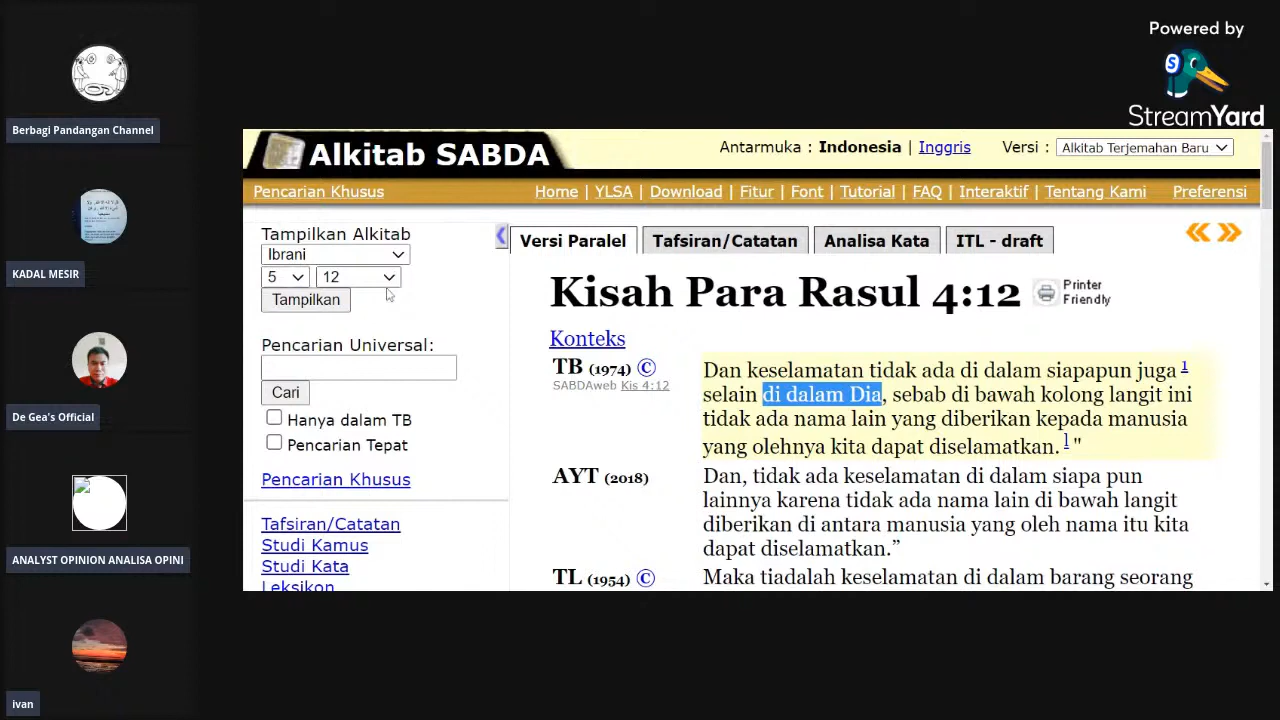 Berbagi Pandangan Channel
KADAL MESIR
De Gea's Official
ANALYST OPINION ANALISA OPINI
ivan
Powered by
S
StreamYard
Alkitab SABDA
Antarmuka : Indonesia | Inggris Versi : Alkitab Terjemahan Baru
Pencarian Khusus Home | YLSA | Download | Fitur | Font | Tutorial | FAQ | Interaktif | Tentang Kami Preferensi
Tampilkan Alkitab
Ibrani
5 12
Tampilkan
Pencarian Universal:
Cari
Hanya dalam TB
Pencarian Tepat
Pencarian Khusus
Tafsiran/Catatan
Studi Kamus
Studi Kata
Leksikon
Versi Paralel Tafsiran/Catatan Analisa Kata ITL - draft
Kisah Para Rasul 4:12
Printer
Friendly
Konteks
TB (1974) ©
SABDAweb Kis 4:12
Dan keselamatan tidak ada di dalam siapapun juga 1
selain di dalam Dia, sebab di bawah kolong langit ini
tidak ada nama lain yang diberikan kepada manusia
yang olehnya kita dapat diselamatkan. l "
AYT (2018)
Dan, tidak ada keselamatan di dalam siapa pun
lainnya karena tidak ada nama lain di bawah langit
diberikan di antara manusia yang oleh nama itu kita
dapat diselamatkan.”
TL (1954) ©
Maka tiadalah keselamatan di dalam barang seorang